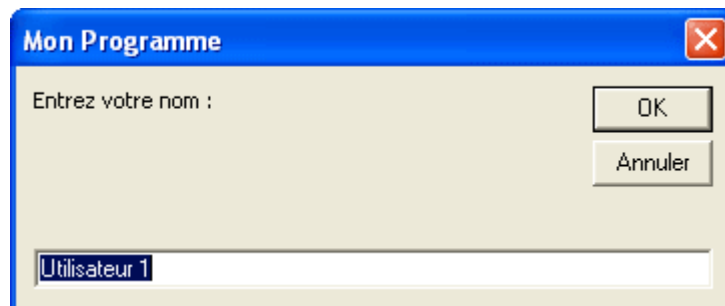 Mon Programme
Entrez votre nom :
OK
Annuler
Utilisateur 1